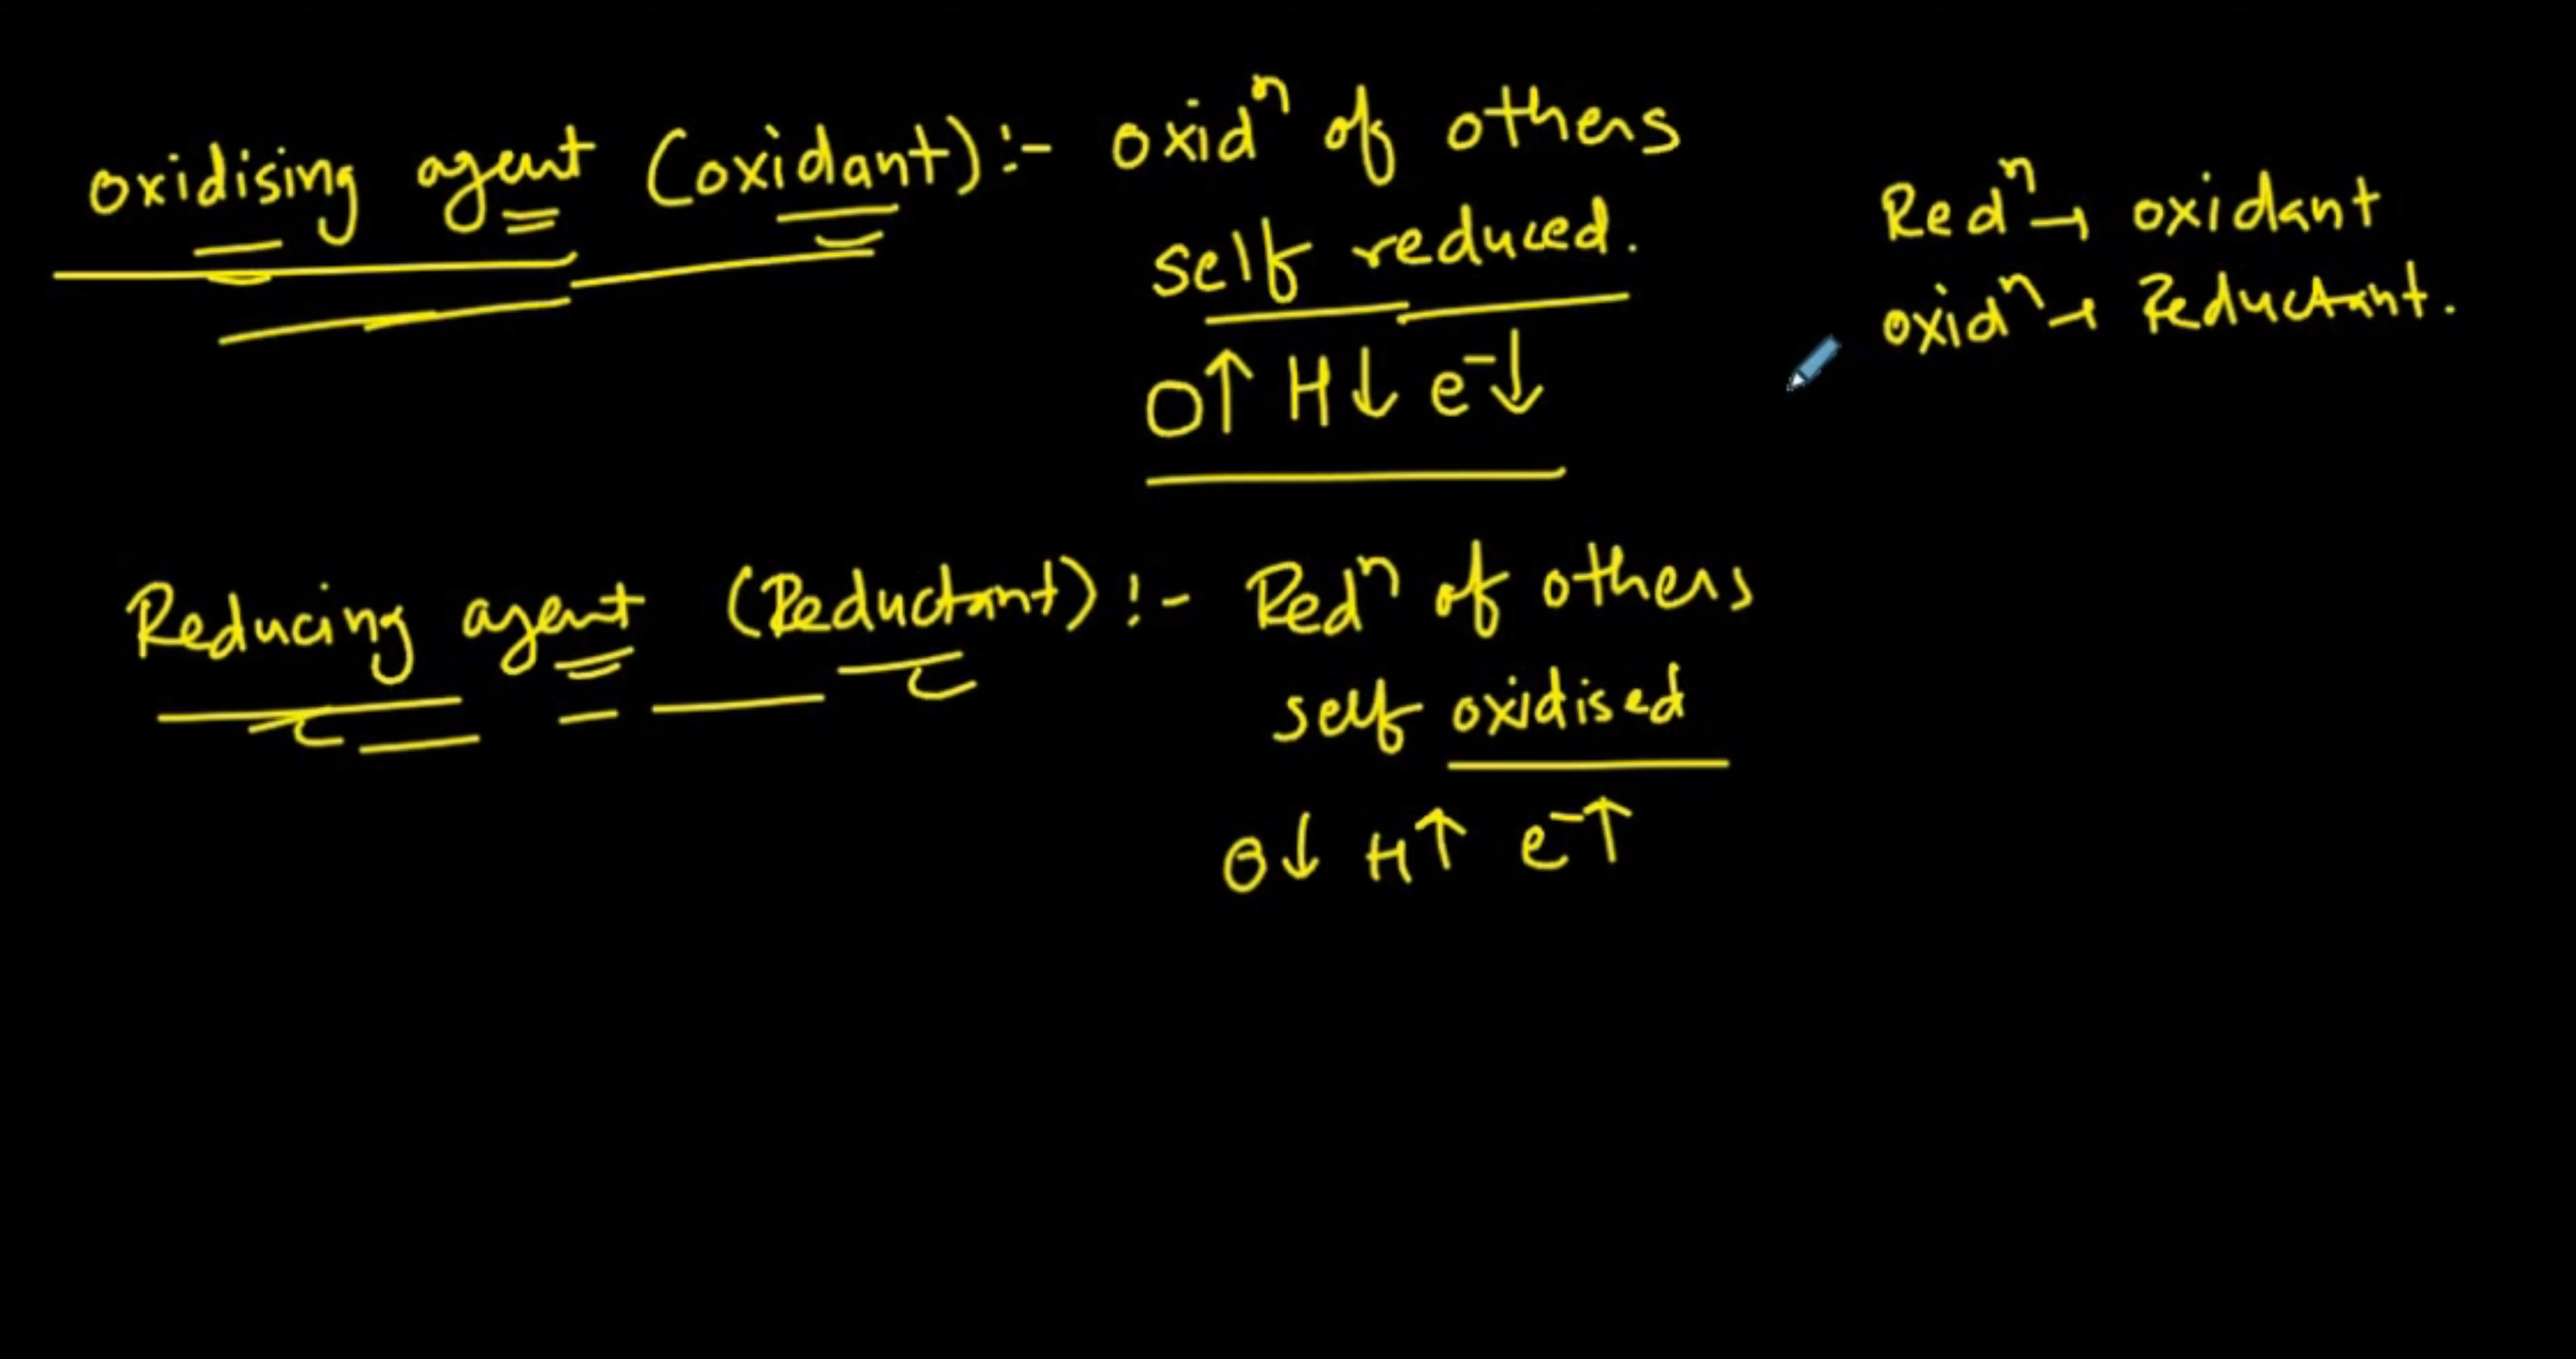 oxidising agent (oxidant) :- oxidⁿ of others
self reduced.
O↑ H↓ e⁻↓
Redⁿ → oxidant
oxidⁿ → Reductant.
Reducing agent (Reductant) :- Redⁿ of others
self oxidised
O↓ H↑ e⁻↑